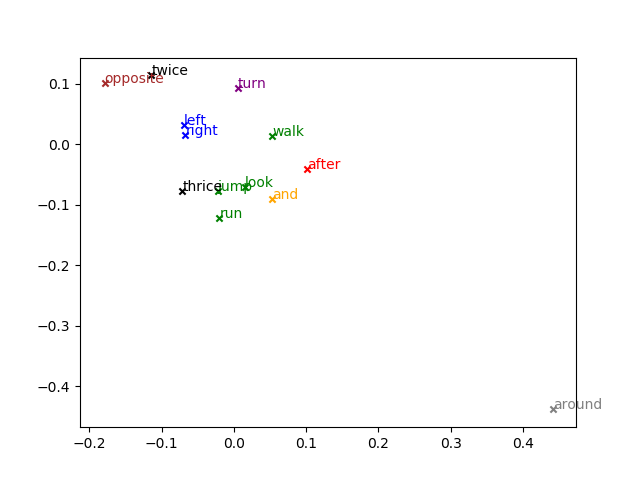 twice
opposite
turn
left
right
walk
after
thrice
jump
look
and
run
around
0.1
0.0
−0.1
−0.2
−0.3
−0.4
−0.2 −0.1 0.0 0.1 0.2 0.3 0.4